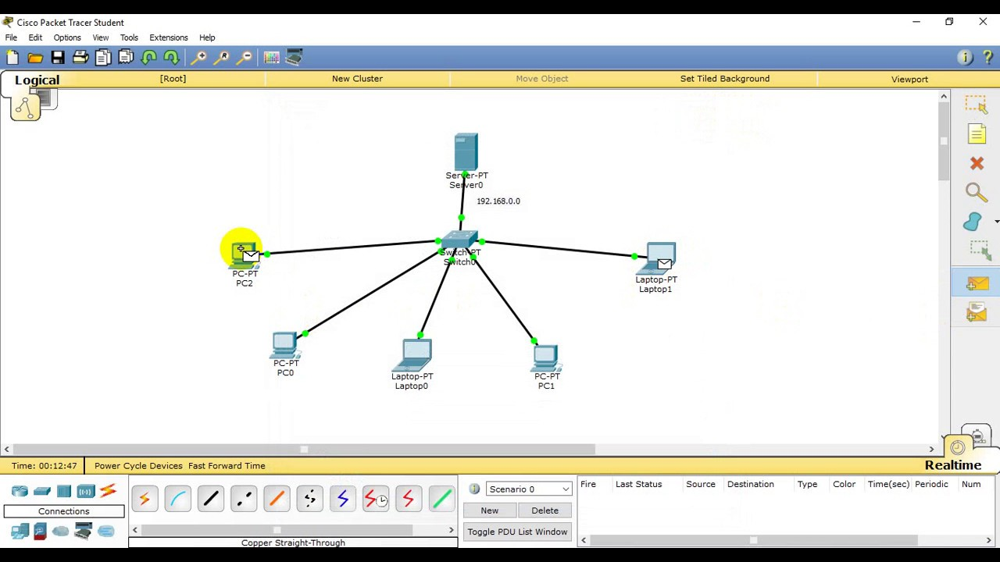 Cisco Packet Tracer Student
File Edit Options View Tools Extensions Help
Logical [Root] New Cluster Move Object Set Tiled Background Viewport
Server-PT
Server0
192.168.0.0
Switch-PT
Switch0
PC-PT
PC2
Laptop-PT
Laptop1
PC-PT
PC0
Laptop-PT
Laptop0
PC-PT
PC1
Time: 00:12:47 Power Cycle Devices Fast Forward Time Realtime
Scenario 0
Fire Last Status Source Destination Type Color Time(sec) Periodic Num
Connections
New Delete
Toggle PDU List Window
Copper Straight-Through